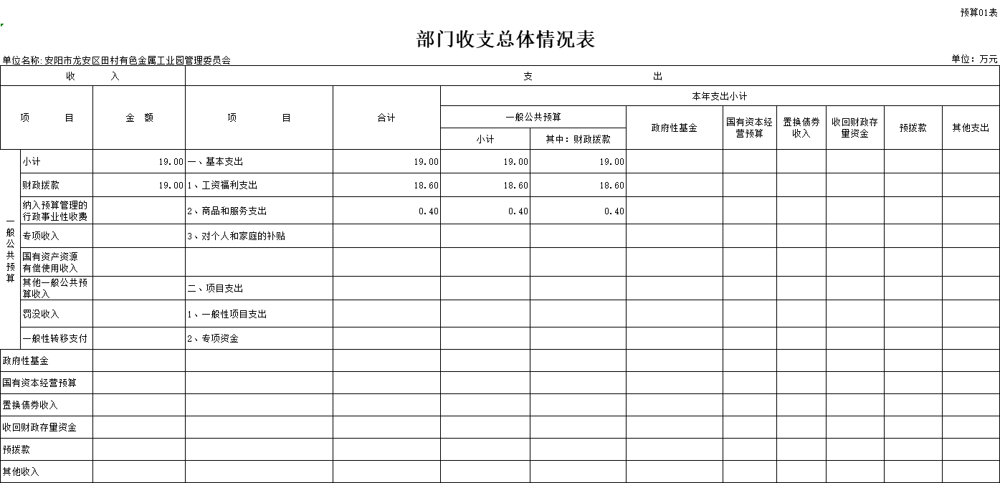 预算01表
部门收支总体情况表
单位名称:安阳市龙安区田村有色金属工业园管理委员会
单位：万元
收 入
支 出
项 目
金 额
项 目
合计
本年支出小计
一般公共预算
小计
其中：财政拨款
政府性基金
国有资本经
营预算
置换债券
收入
收回财政存
量资金
预拨款
其他支出
一般公共预算
小计 19.00 一、基本支出 19.00 19.00 19.00
财政拨款 19.00 1、工资福利支出 18.60 18.60 18.60
纳入预算管理的
行政事业性收费
2、商品和服务支出 0.40 0.40 0.40
专项收入 3、对个人和家庭的补贴
国有资产资源
有偿使用收入
其他一般公共预
算收入
二、项目支出
罚没收入 1、一般性项目支出
一般性转移支付 2、专项资金
政府性基金
国有资本经营预算
置换债券收入
收回财政存量资金
预拨款
其他收入